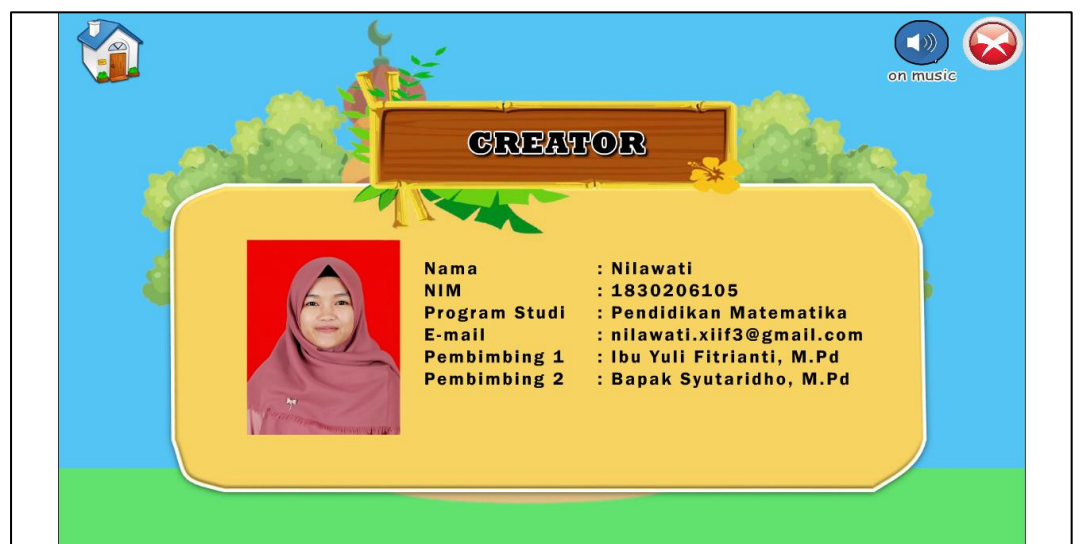 on music
CREATOR
Nama : Nilawati
NIM : 1830206105
Program Studi : Pendidikan Matematika
E-mail : nilawati.xiif3@gmail.com
Pembimbing 1 : Ibu Yuli Fitrianti, M.Pd
Pembimbing 2 : Bapak Syutaridho, M.Pd